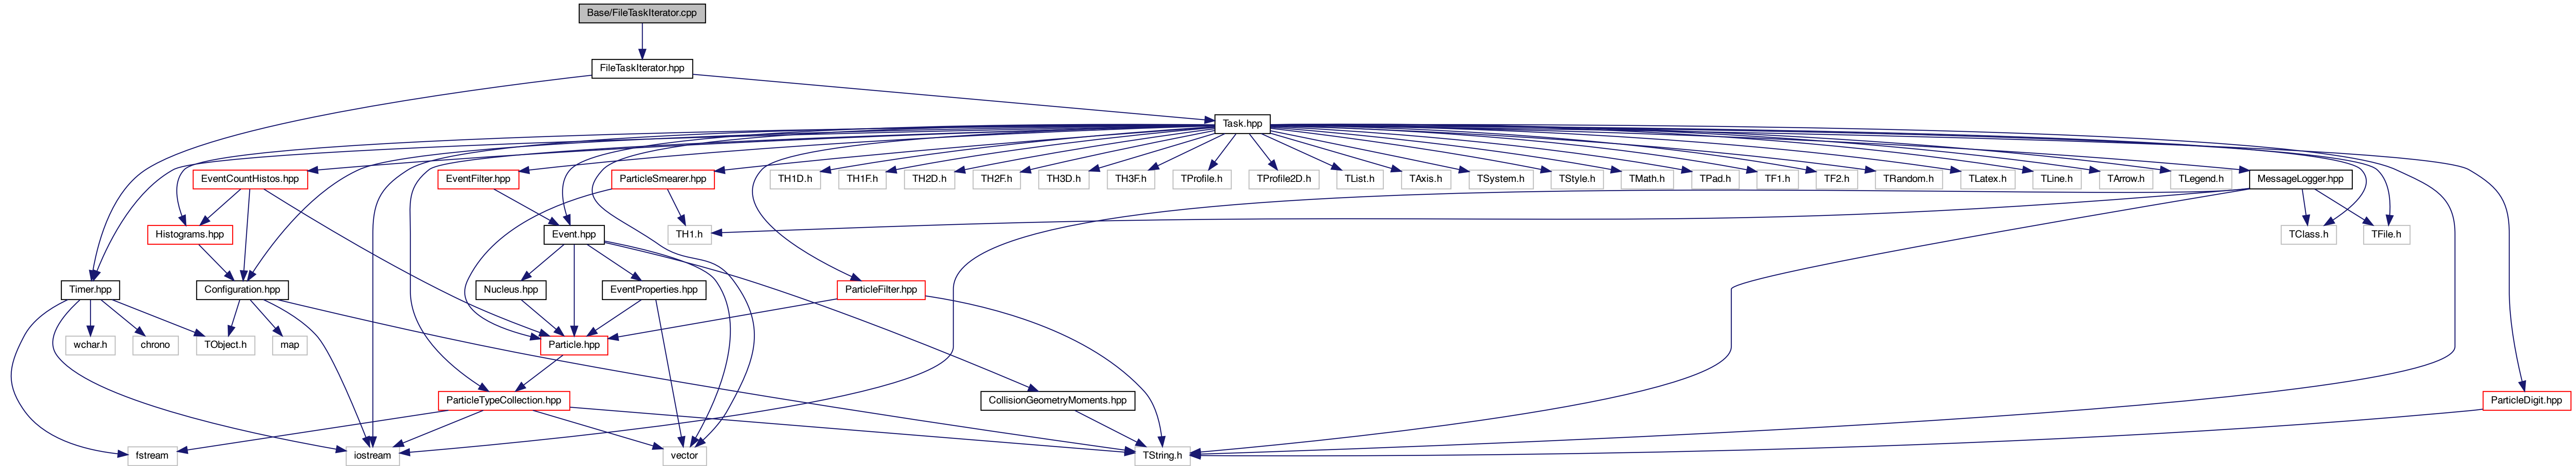 Base/FileTaskIterator.cpp
FileTaskIterator.hpp
Task.hpp
EventCountHistos.hpp
EventFilter.hpp
ParticleSmearer.hpp
TH1D.h
TH1F.h
TH2D.h
TH2F.h
TH3D.h
TH3F.h
TProfile.h
TProfile2D.h
TList.h
TAxis.h
TSystem.h
TStyle.h
TMath.h
TPad.h
TF1.h
TF2.h
TRandom.h
TLatex.h
TLine.h
TArrow.h
TLegend.h
MessageLogger.hpp
Histograms.hpp
Event.hpp
TH1.h
TClass.h
TFile.h
Timer.hpp
Configuration.hpp
Nucleus.hpp
EventProperties.hpp
ParticleFilter.hpp
wchar.h
chrono
TObject.h
map
Particle.hpp
ParticleTypeCollection.hpp
CollisionGeometryMoments.hpp
ParticleDigit.hpp
fstream
iostream
vector
TString.h